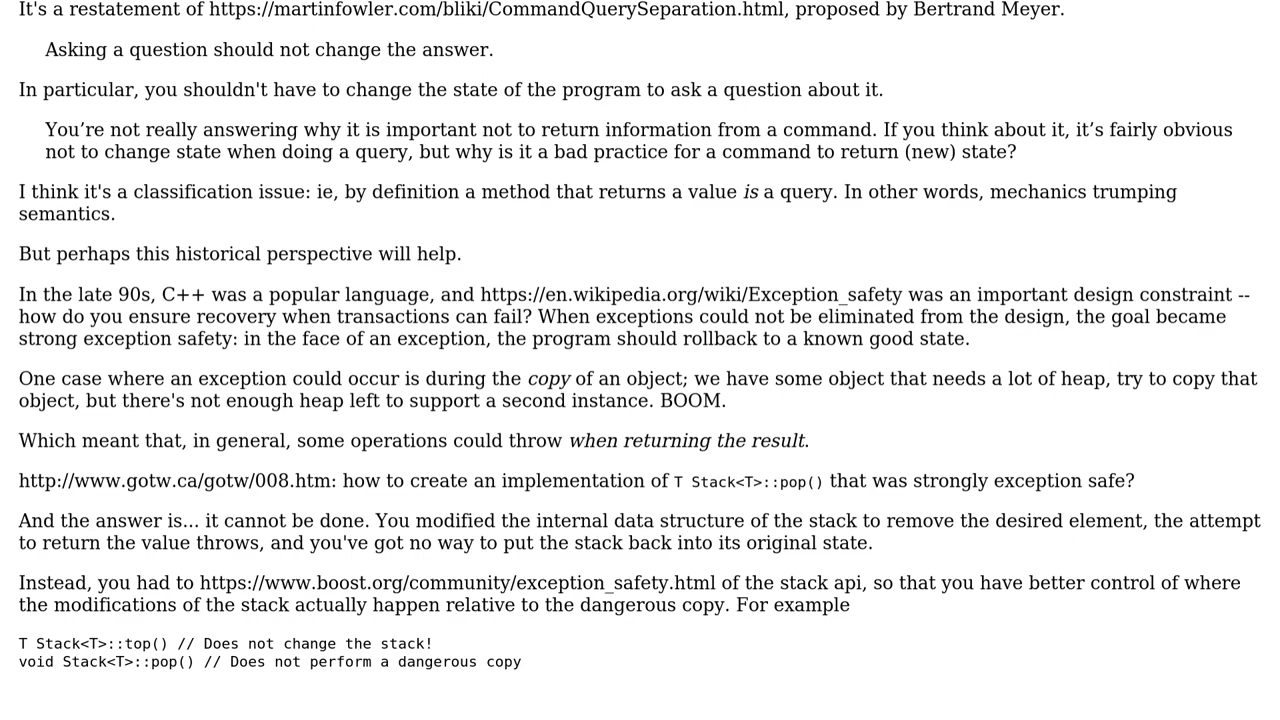 It's a restatement of https://martinfowler.com/bliki/CommandQuerySeparation.html, proposed by Bertrand Meyer.
Asking a question should not change the answer.
In particular, you shouldn't have to change the state of the program to ask a question about it.
You’re not really answering why it is important not to return information from a command. If you think about it, it’s fairly obvious
not to change state when doing a query, but why is it a bad practice for a command to return (new) state?
I think it's a classification issue: ie, by definition a method that returns a value is a query. In other words, mechanics trumping
semantics.
But perhaps this historical perspective will help.
In the late 90s, C++ was a popular language, and https://en.wikipedia.org/wiki/Exception_safety was an important design constraint --
how do you ensure recovery when transactions can fail? When exceptions could not be eliminated from the design, the goal became
strong exception safety: in the face of an exception, the program should rollback to a known good state.
One case where an exception could occur is during the copy of an object; we have some object that needs a lot of heap, try to copy that
object, but there's not enough heap left to support a second instance. BOOM.
Which meant that, in general, some operations could throw when returning the result.
http://www.gotw.ca/gotw/008.htm: how to create an implementation of T Stack<T>::pop() that was strongly exception safe?
And the answer is... it cannot be done. You modified the internal data structure of the stack to remove the desired element, the attempt
to return the value throws, and you've got no way to put the stack back into its original state.
Instead, you had to https://www.boost.org/community/exception_safety.html of the stack api, so that you have better control of where
the modifications of the stack actually happen relative to the dangerous copy. For example
T Stack<T>::top() // Does not change the stack!
void Stack<T>::pop() // Does not perform a dangerous copy